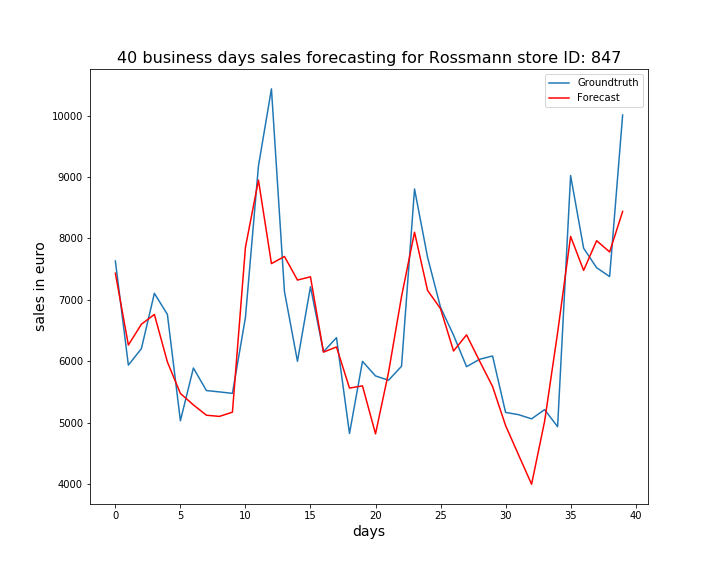 40 business days sales forecasting for Rossmann store ID: 847
Groundtruth
Forecast
10000
9000
8000
7000
6000
5000
4000
sales in euro
0 5 10 15 20 25 30 35 40
days